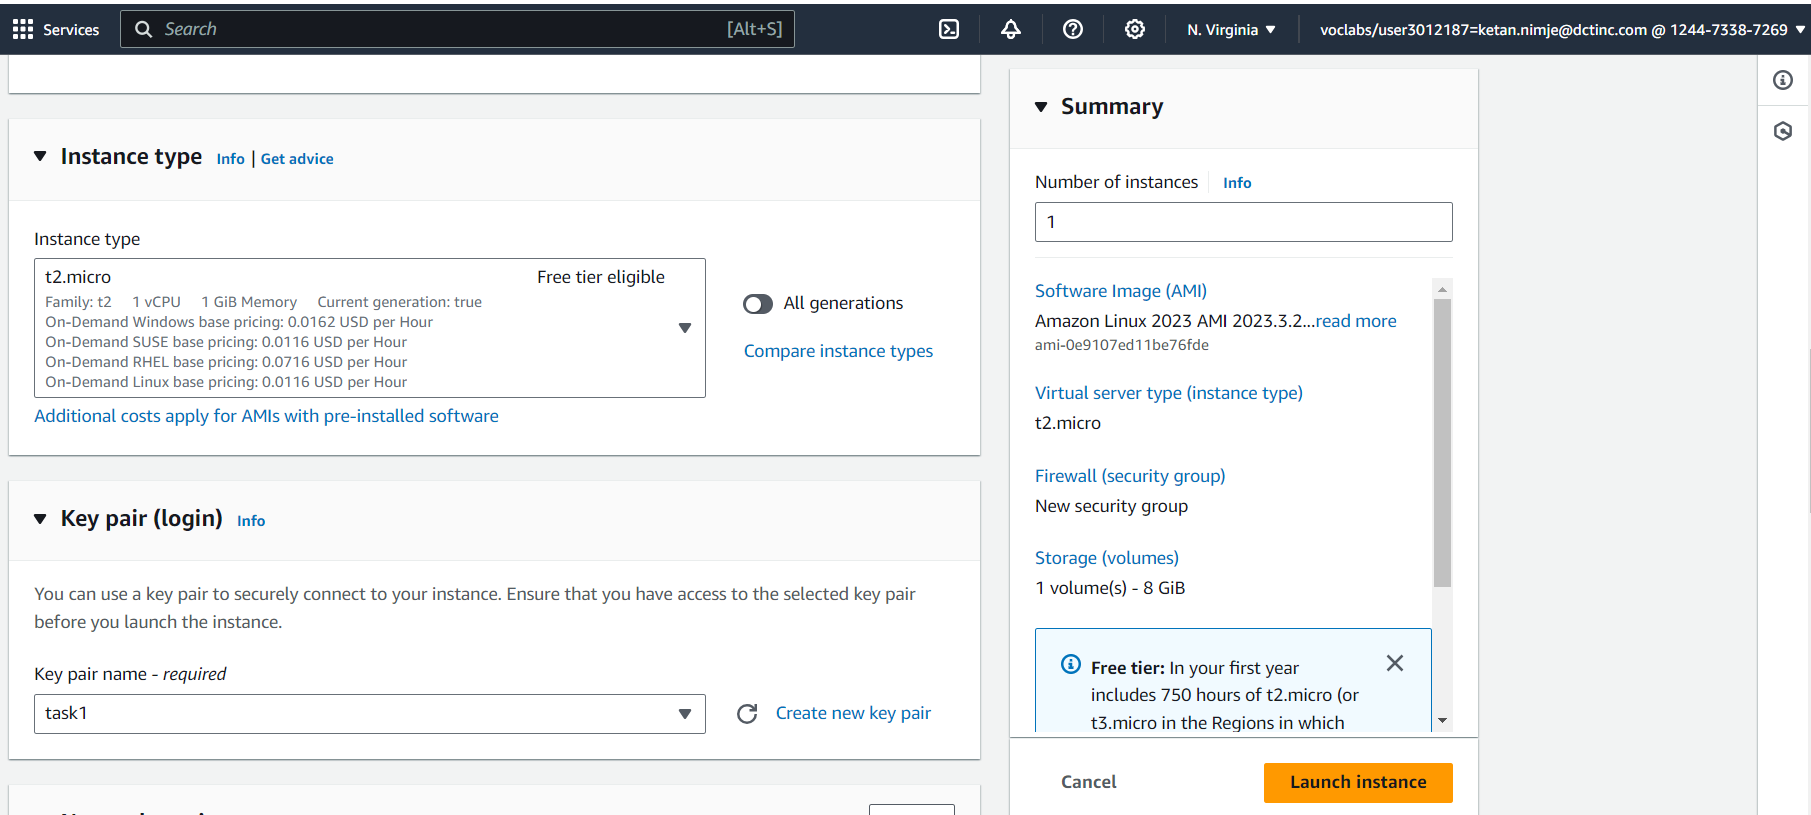 Services
Search [Alt+S]
N. Virginia
voclabs/user3012187=ketan.nimje@dctinc.com @ 1244-7338-7269
Instance type Info | Get advice
Instance type
t2.micro Free tier eligible
Family: t2 1 vCPU 1 GiB Memory Current generation: true
On-Demand Windows base pricing: 0.0162 USD per Hour
On-Demand SUSE base pricing: 0.0116 USD per Hour
On-Demand RHEL base pricing: 0.0716 USD per Hour
On-Demand Linux base pricing: 0.0116 USD per Hour
All generations
Compare instance types
Additional costs apply for AMIs with pre-installed software
Key pair (login) Info
You can use a key pair to securely connect to your instance. Ensure that you have access to the selected key pair
before you launch the instance.
Key pair name - required
task1
Create new key pair
Summary
Number of instances Info
1
Software Image (AMI)
Amazon Linux 2023 AMI 2023.3.2...read more
ami-0e9107ed11be76fde
Virtual server type (instance type)
t2.micro
Firewall (security group)
New security group
Storage (volumes)
1 volume(s) - 8 GiB
Free tier: In your first year
includes 750 hours of t2.micro (or
t3.micro in the Regions in which
Cancel
Launch instance